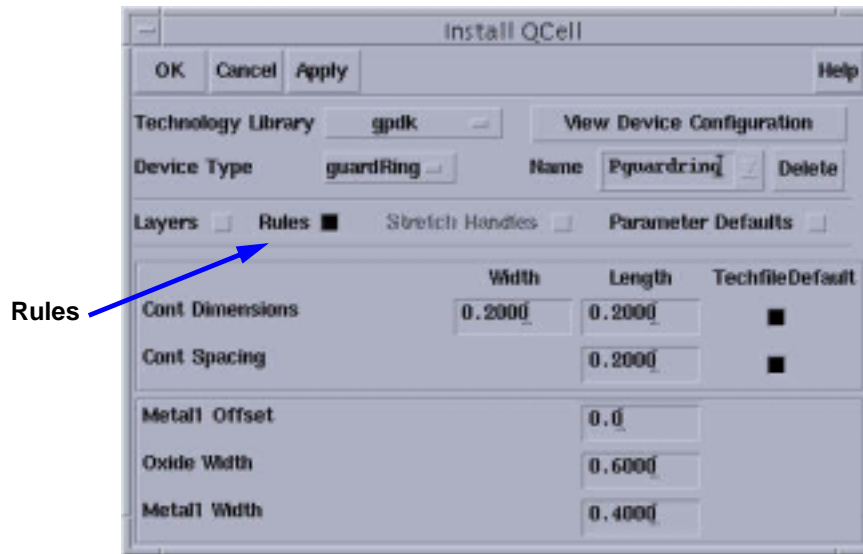 Install QCell
OK Cancel Apply Help
Technology Library gpdk View Device Configuration
Device Type guardRing Name Pguardring Delete
Layers Rules Stretch Handles Parameter Defaults
Width Length TechfileDefault
Rules
Cont Dimensions 0.2000 0.2000
Cont Spacing 0.2000
Metal1 Offset 0.0
Oxide Width 0.6000
Metal1 Width 0.4000